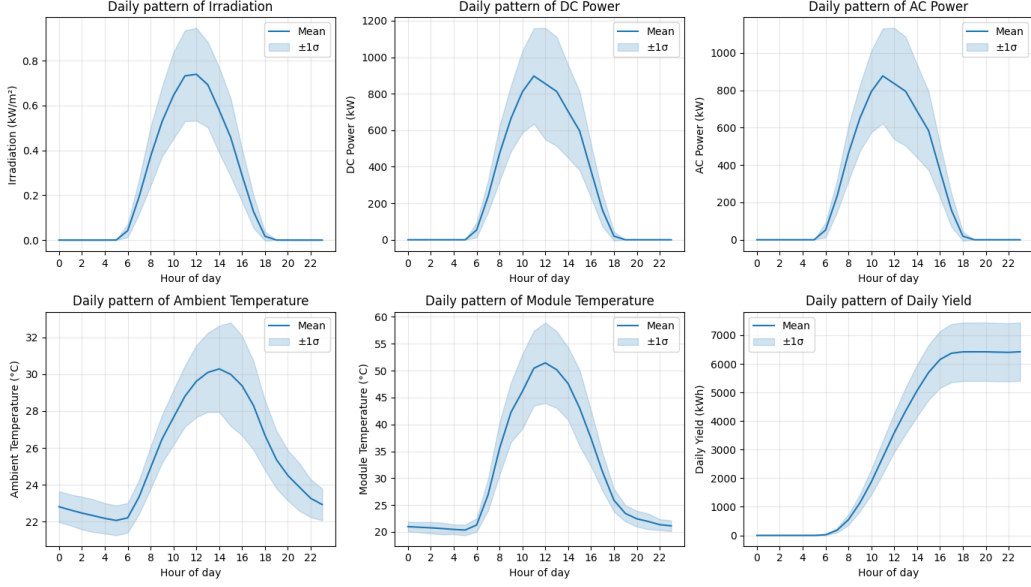 Daily pattern of Irradiation
Irradiation (kW/m²)
0.8
0.6
0.4
0.2
0.0
Mean
±1σ
0 2 4 6 8 10 12 14 16 18 20 22
Hour of day
Daily pattern of DC Power
DC Power (kW)
1200
1000
800
600
400
200
0
Mean
±1σ
0 2 4 6 8 10 12 14 16 18 20 22
Hour of day
Daily pattern of AC Power
AC Power (kW)
1000
800
600
400
200
0
Mean
±1σ
0 2 4 6 8 10 12 14 16 18 20 22
Hour of day
Daily pattern of Ambient Temperature
Ambient Temperature (°C)
32
30
28
26
24
22
Mean
±1σ
0 2 4 6 8 10 12 14 16 18 20 22
Hour of day
Daily pattern of Module Temperature
Module Temperature (°C)
60
55
50
45
40
35
30
25
20
Mean
±1σ
0 2 4 6 8 10 12 14 16 18 20 22
Hour of day
Daily pattern of Daily Yield
Daily Yield (kWh)
7000
6000
5000
4000
3000
2000
1000
0
Mean
±1σ
0 2 4 6 8 10 12 14 16 18 20 22
Hour of day